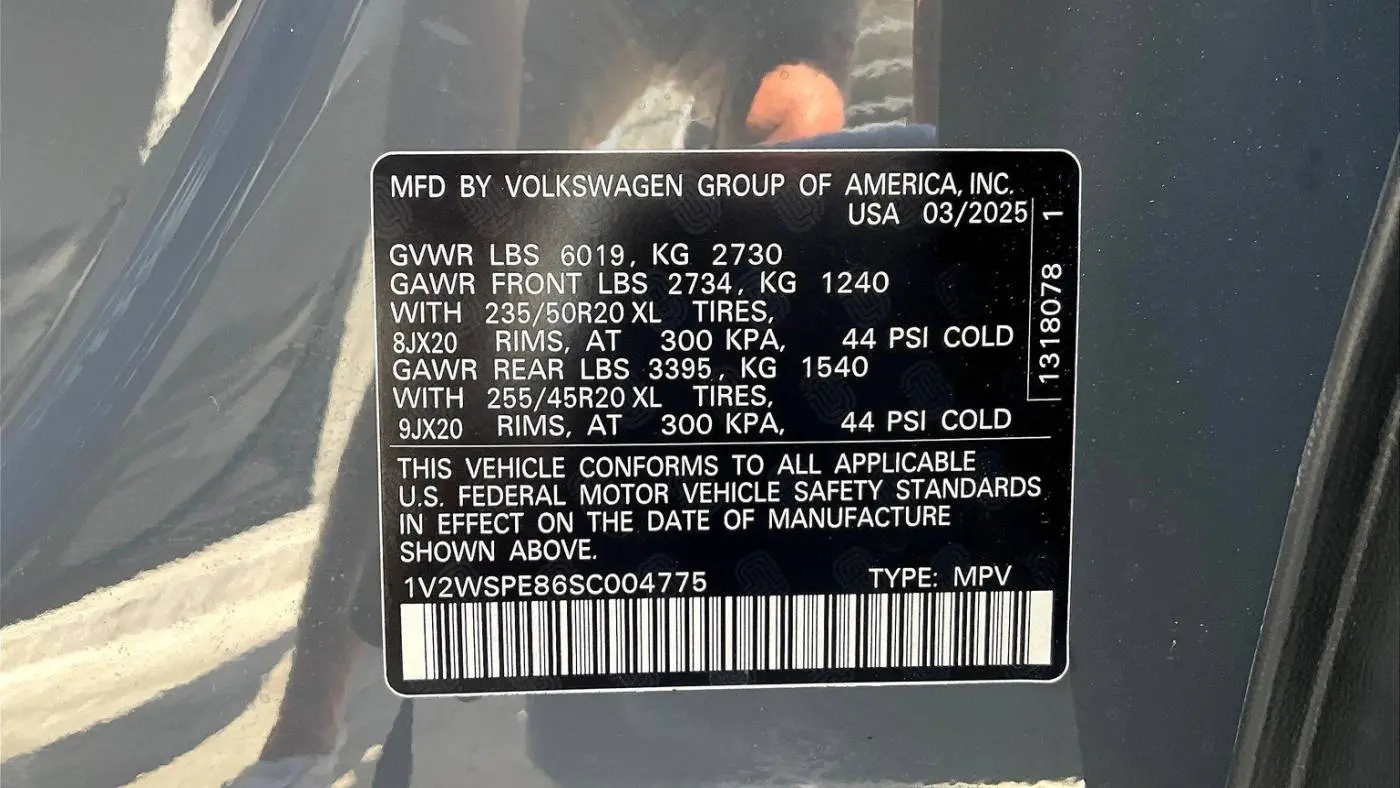 MFD BY VOLKSWAGEN GROUP OF AMERICA, INC.
USA 03/2025
GVWR LBS 6019, KG 2730
GAWR FRONT LBS 2734, KG 1240
WITH 235/50R20 XL TIRES,
8JX20 RIMS, AT 300 KPA, 44 PSI COLD
GAWR REAR LBS 3395, KG 1540
WITH 255/45R20 XL TIRES,
9JX20 RIMS, AT 300 KPA, 44 PSI COLD
1318078 1
THIS VEHICLE CONFORMS TO ALL APPLICABLE
U.S. FEDERAL MOTOR VEHICLE SAFETY STANDARDS
IN EFFECT ON THE DATE OF MANUFACTURE
SHOWN ABOVE.
1V2WSPE86SC004775 TYPE: MPV